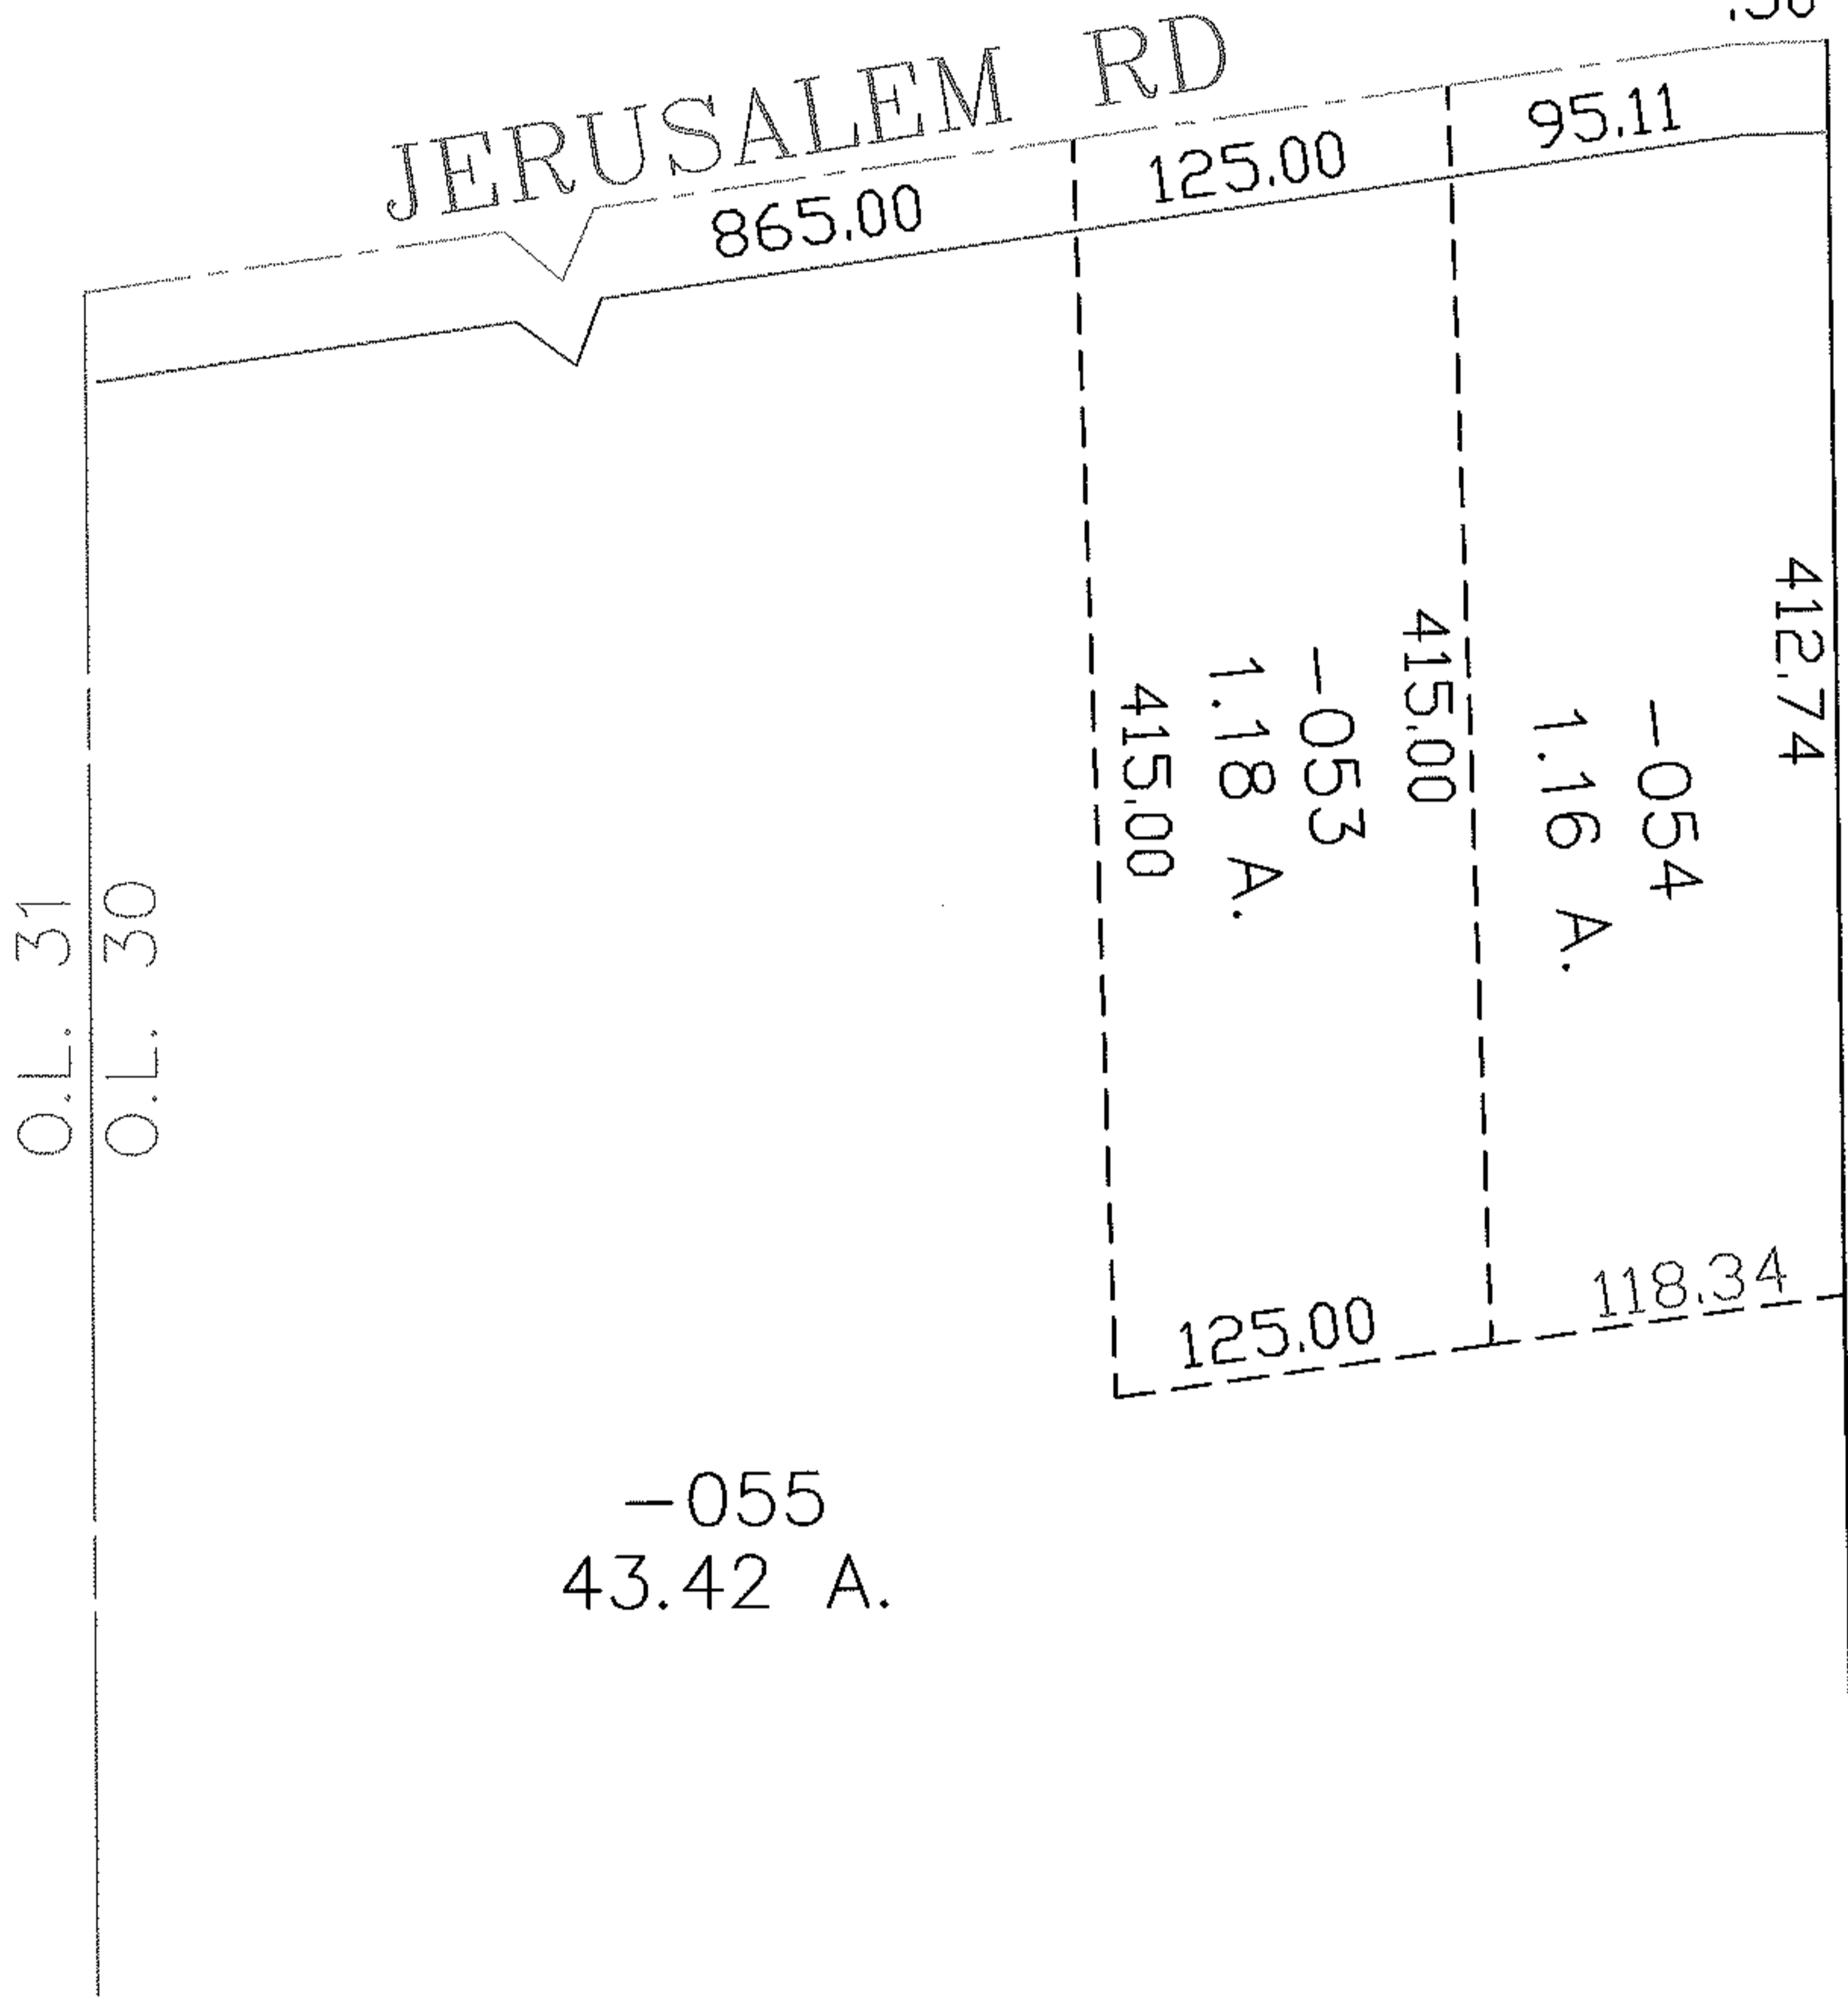 JERUSALEM RD
865.00
125.00
95.11
412.74
-054
1.16 A.
415.00
-053
1.18 A.
415.00
O.L. 31
O.L. 30
125.00
118.34
-055
43.42 A.